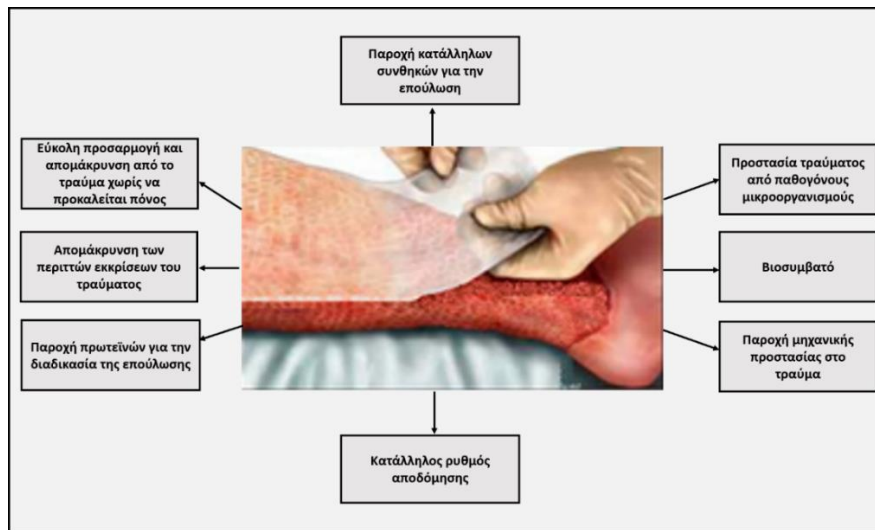 Παροχή κατάλληλων
συνθηκών για την
επούλωση
Εύκολη προσαρμογή και
απομάκρυνση από το
τραύμα χωρίς να
προκαλείται πόνος
Απομάκρυνση των
περιττών εκκρίσεων του
τραύματος
Παροχή πρωτεϊνών για την
διαδικασία της επούλωσης
Προστασία τραύματος
από παθογόνους
μικροοργανισμούς
Βιοσυμβατό
Παροχή μηχανικής
προστασίας στο
τραύμα
Κατάλληλος ρυθμός
αποδόμησης